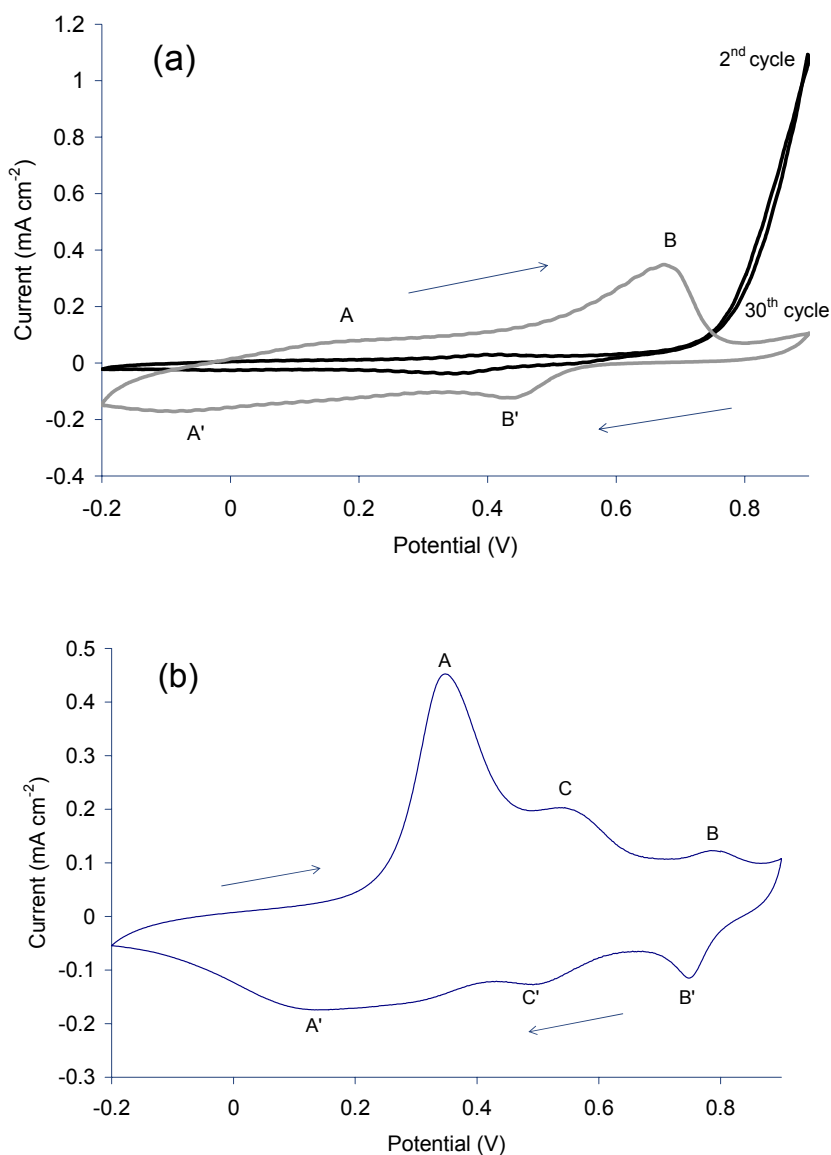 (a)
1.2
1
0.8
0.6
0.4
0.2
0
-0.2
-0.4
Current (mA cm⁻²)
2ⁿᵈ cycle
30ᵗʰ cycle
A
B
A'
B'
-0.2 0 0.2 0.4 0.6 0.8
Potential (V)
(b)
0.5
0.4
0.3
0.2
0.1
0
-0.1
-0.2
-0.3
Current (mA cm⁻²)
A
C
B
A'
C'
B'
-0.2 0 0.2 0.4 0.6 0.8
Potential (V)